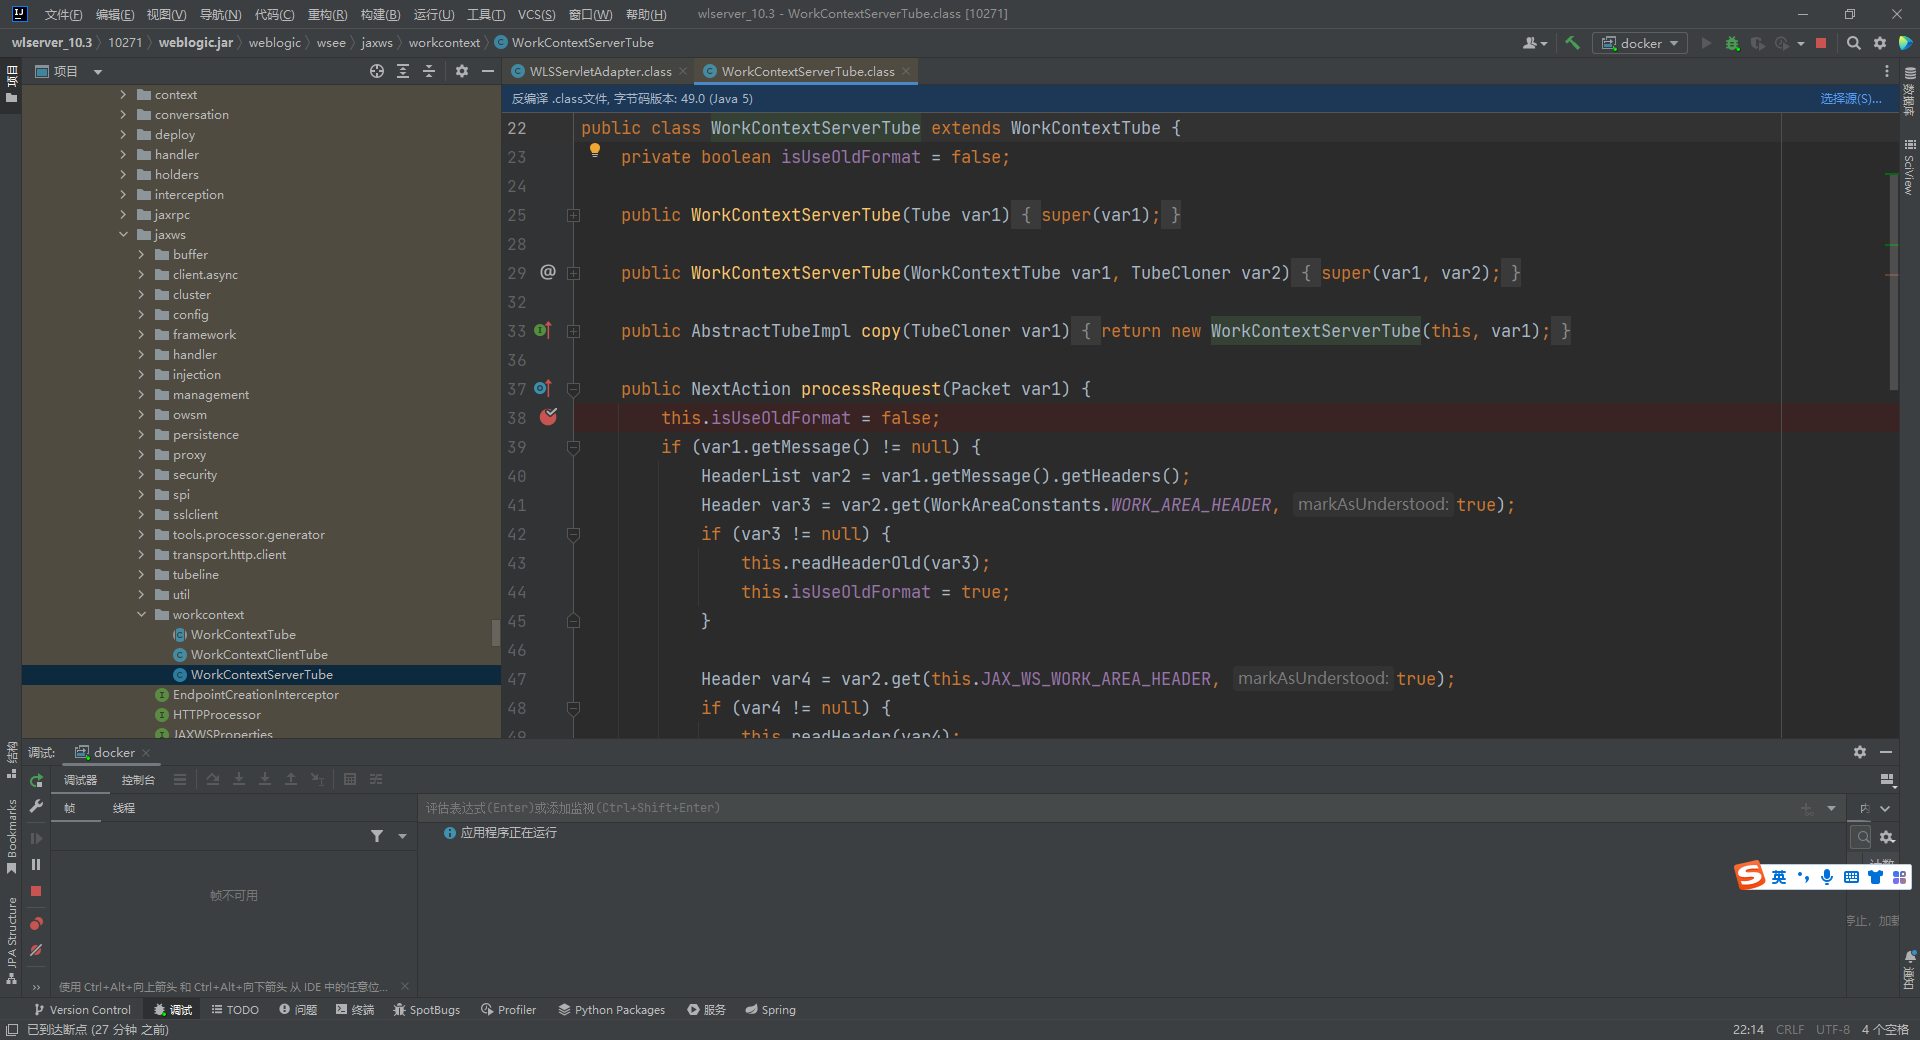 文件(F) 编辑(E) 视图(V) 导航(N) 代码(C) 重构(R) 构建(B) 运行(U) 工具(T) VCS(S) 窗口(W) 帮助(H) wlserver_10.3 - WorkContextServerTube.class [10271]
wlserver_10.3 10271 weblogic.jar weblogic wsee jaxws workcontext WorkContextServerTube docker
项目
项目
WLSServletAdapter.class WorkContextServerTube.class
反编译 .class文件, 字节码版本: 49.0 (Java 5) 选择源(S)...
context
conversation
deploy
handler
holders
interception
jaxrpc
jaxws
buffer
client.async
cluster
config
framework
handler
injection
management
owsm
persistence
proxy
security
spi
sslclient
tools.processor.generator
transport.http.client
tubeline
util
workcontext
WorkContextTube
WorkContextClientTube
WorkContextServerTube
EndpointCreationInterceptor
HTTPProcessor
JAXWSProperties
22 public class WorkContextServerTube extends WorkContextTube {
23 private boolean isUseOldFormat = false;
24
25 public WorkContextServerTube(Tube var1) { super(var1); }
28
29 @ public WorkContextServerTube(WorkContextTube var1, TubeCloner var2) { super(var1, var2); }
32
33 public AbstractTubeImpl copy(TubeCloner var1) { return new WorkContextServerTube(this, var1); }
36
37 public NextAction processRequest(Packet var1) {
38 this.isUseOldFormat = false;
39 if (var1.getMessage() != null) {
40 HeaderList var2 = var1.getMessage().getHeaders();
41 Header var3 = var2.get(WorkAreaConstants.WORK_AREA_HEADER, markAsUnderstood: true);
42 if (var3 != null) {
43 this.readHeaderOld(var3);
44 this.isUseOldFormat = true;
45 }
46
47 Header var4 = var2.get(this.JAX_WS_WORK_AREA_HEADER, markAsUnderstood: true);
48 if (var4 != null) {
49 this.readHeader(var4);
数据库
SciView
通知
结构
Bookmarks
JPA Structure
调试: docker
调试器 控制台
帧 线程
评估表达式(Enter)或添加监视(Ctrl+Shift+Enter)
内
应用程序正在运行
帧不可用
计数
英
停止, 加载
使用 Ctrl+Alt+向上箭头 和 Ctrl+Alt+向下箭头 从 IDE 中的任意位...
Version Control 调试 TODO 问题 终端 SpotBugs Profiler Python Packages 服务 Spring
已到达断点 (27 分钟 之前) 22:14 CRLF UTF-8 4 个空格